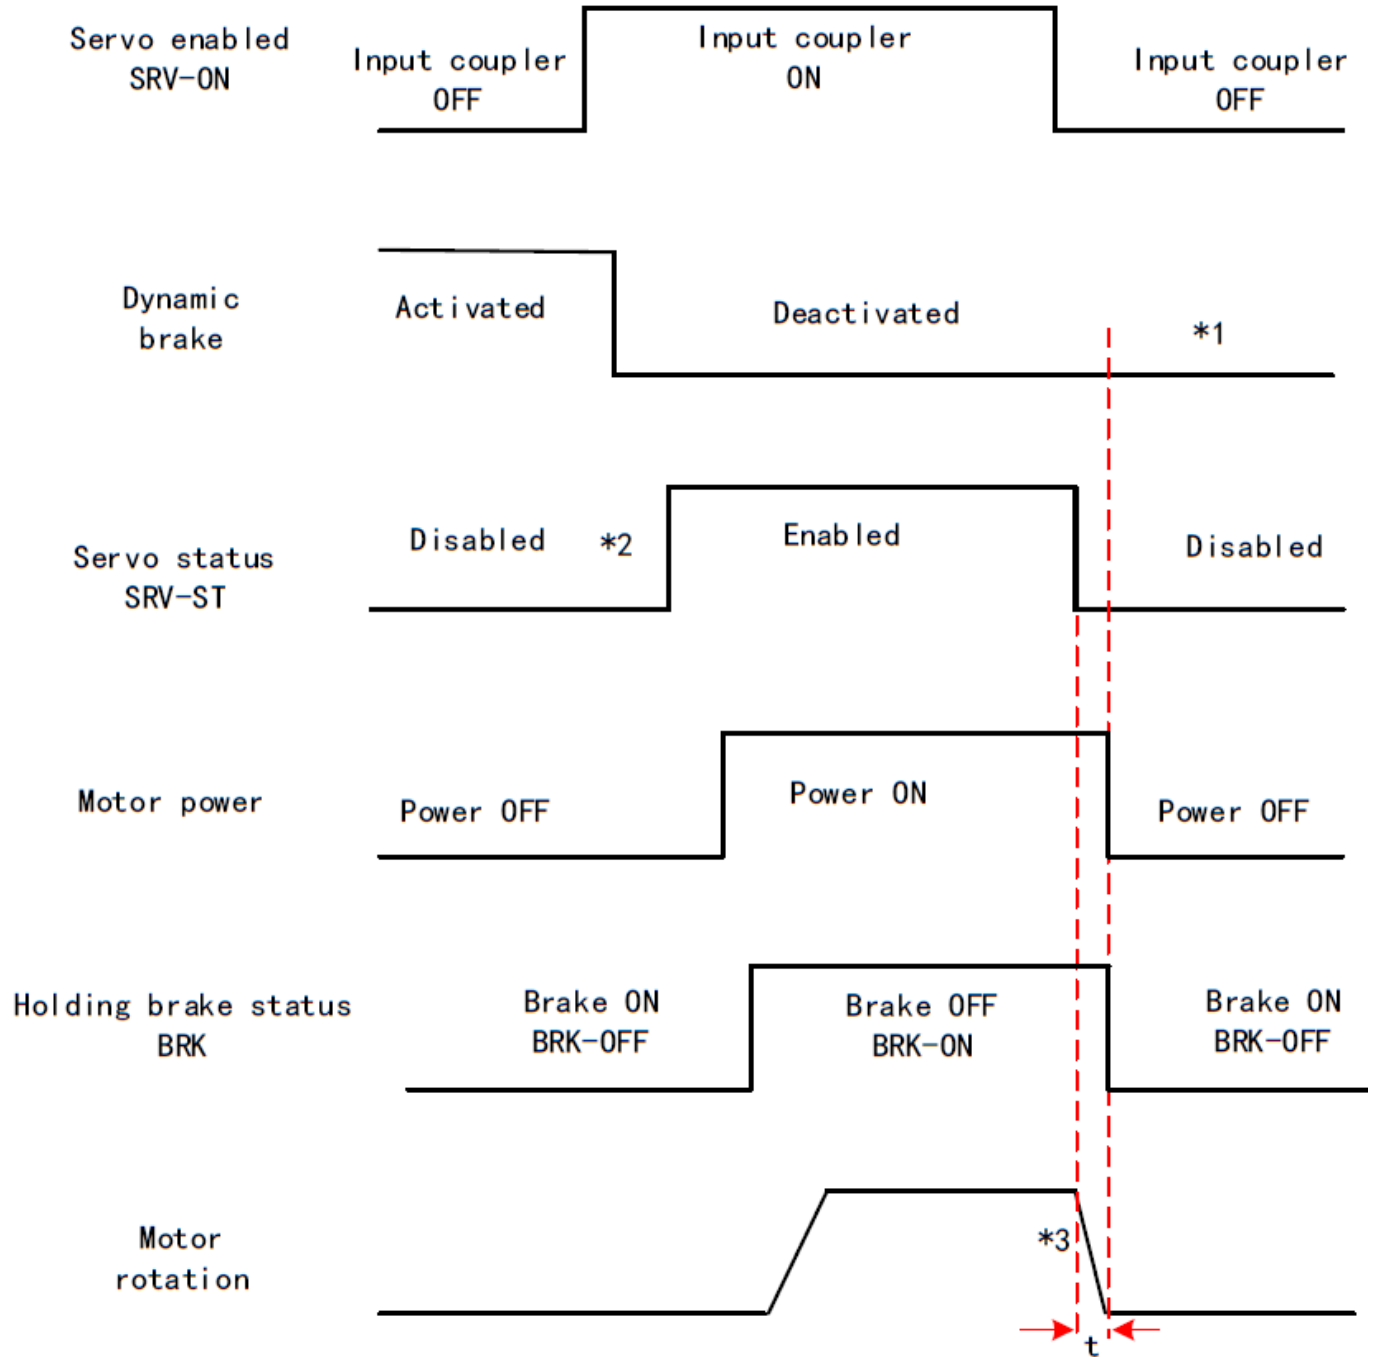 Servo enabled
SRV-ON
Input coupler
OFF
Input coupler
ON
Input coupler
OFF
Dynamic
brake
Activated
Deactivated
*1
Servo status
SRV-ST
Disabled
*2
Enabled
Disabled
Motor power
Power OFF
Power ON
Power OFF
Holding brake status
BRK
Brake ON
BRK-OFF
Brake OFF
BRK-ON
Brake ON
BRK-OFF
Motor
rotation
*3
t